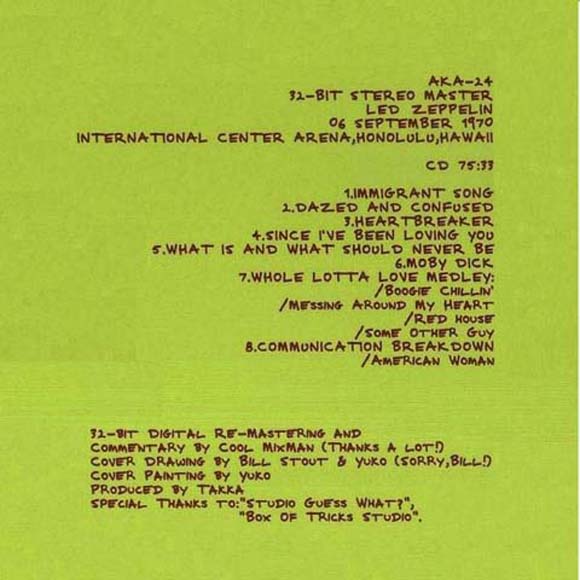 AKA-24
32-BIT STEREO MASTER
LED ZEPPELIN
06 SEPTEMBER 1970
INTERNATIONAL CENTER ARENA,HONOLULU,HAWAII
CD 75:33
1.IMMIGRANT SONG
2.DAZED AND CONFUSED
3.HEARTBREAKER
4.SINCE I'VE BEEN LOVING YOU
5.WHAT IS AND WHAT SHOULD NEVER BE
6.MOBY DICK
7.WHOLE LOTTA LOVE MEDLEY:
/BOOGIE CHILLIN'
/MESSING AROUND MY HEART
/RED HOUSE
/SOME OTHER GUY
8.COMMUNICATION BREAKDOWN
/AMERICAN WOMAN
32-BIT DIGITAL RE-MASTERING AND
COMMENTARY BY COOL MIXMAN (THANKS A LOT!)
COVER DRAWING BY BILL STOUT & YUKO (SORRY,BILL!)
COVER PAINTING BY YUKO
PRODUCED BY TAKKA
SPECIAL THANKS TO:"STUDIO GUESS WHAT?",
"BOX OF TRICKS STUDIO".